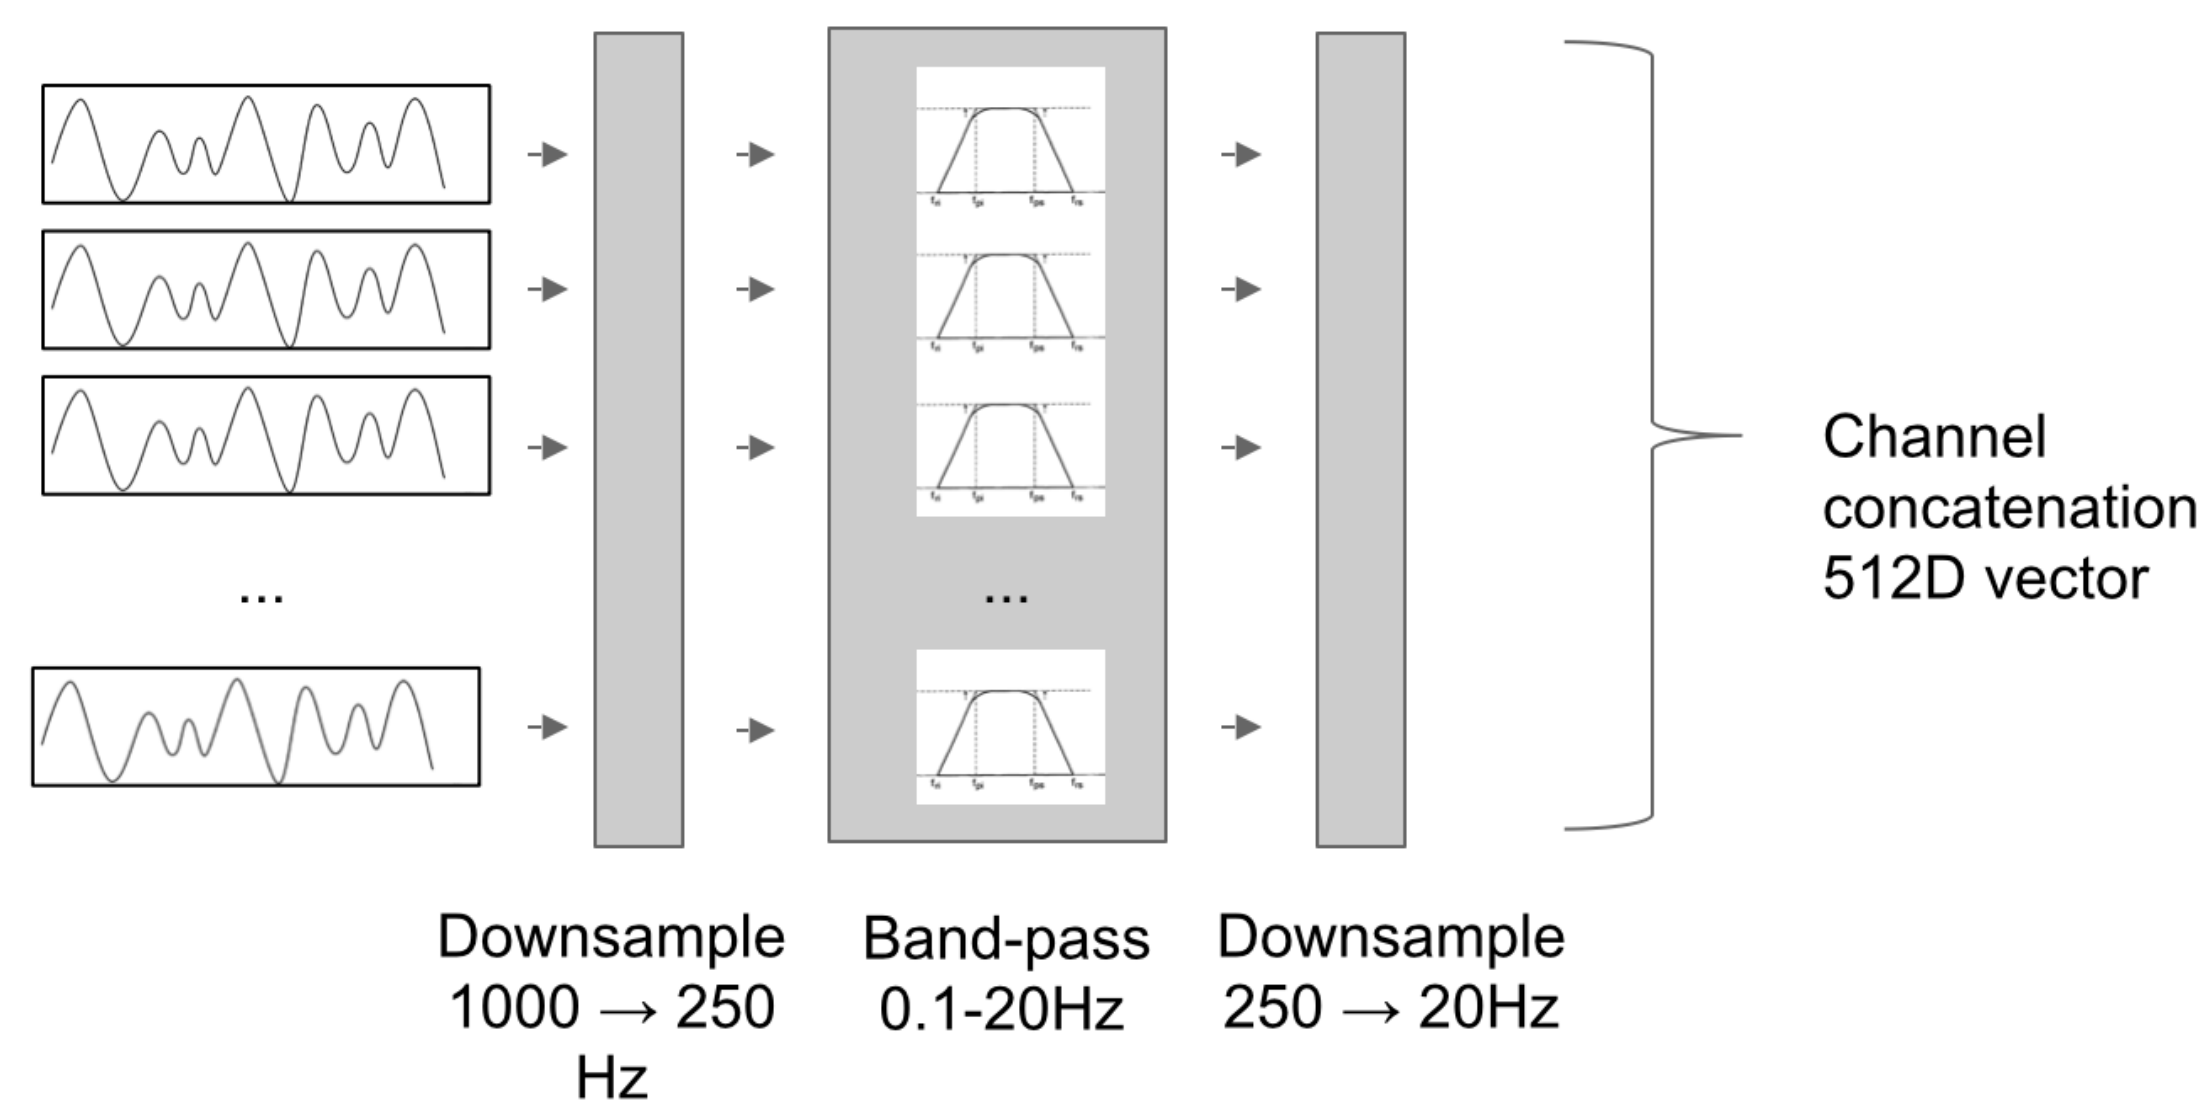 ...
...
Channel
concatenation
512D vector
Downsample
1000 → 250
Hz
Band-pass
0.1-20Hz
Downsample
250 → 20Hz